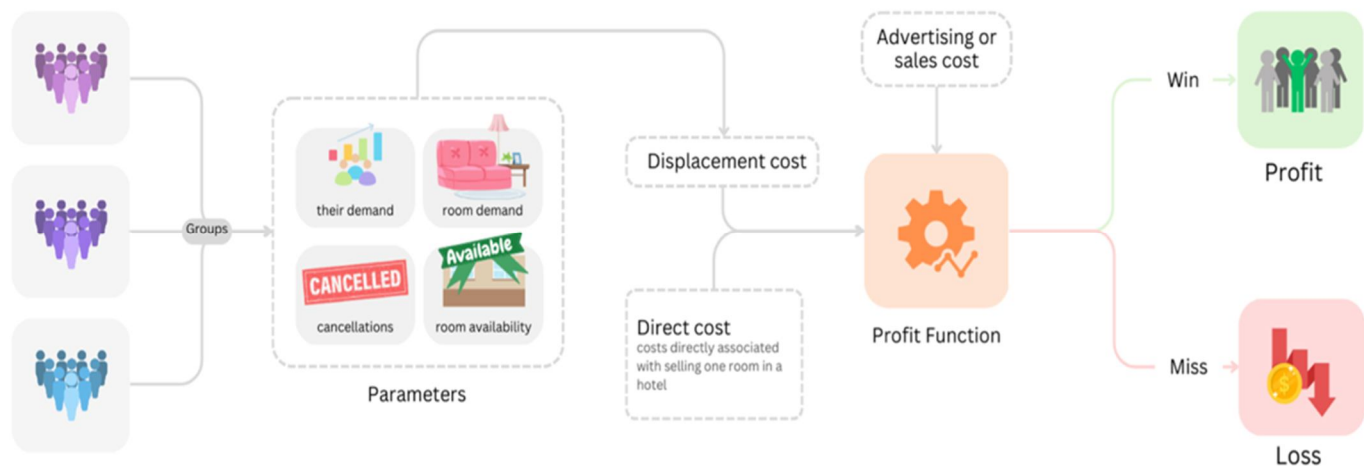 Groups
their demand
room demand
CANCELLED
cancellations
Available
room availability
Parameters
Displacement cost
Direct cost
costs directly associated
with selling one room in a
hotel
Advertising or
sales cost
Profit Function
Win
Profit
Miss
$
Loss